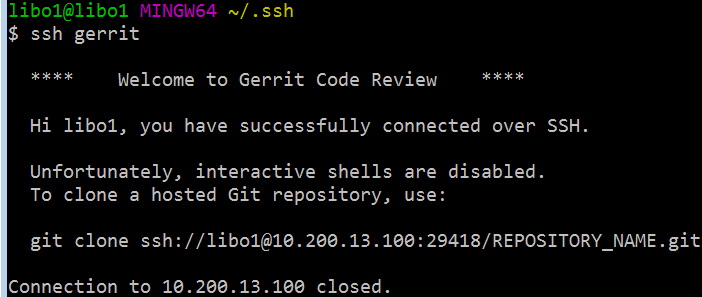 libo1@libo1 MINGW64 ~/.ssh
$ ssh gerrit
**** Welcome to Gerrit Code Review ****
Hi libo1, you have successfully connected over SSH.
Unfortunately, interactive shells are disabled.
To clone a hosted Git repository, use:
git clone ssh://libo1@10.200.13.100:29418/REPOSITORY_NAME.git
Connection to 10.200.13.100 closed.